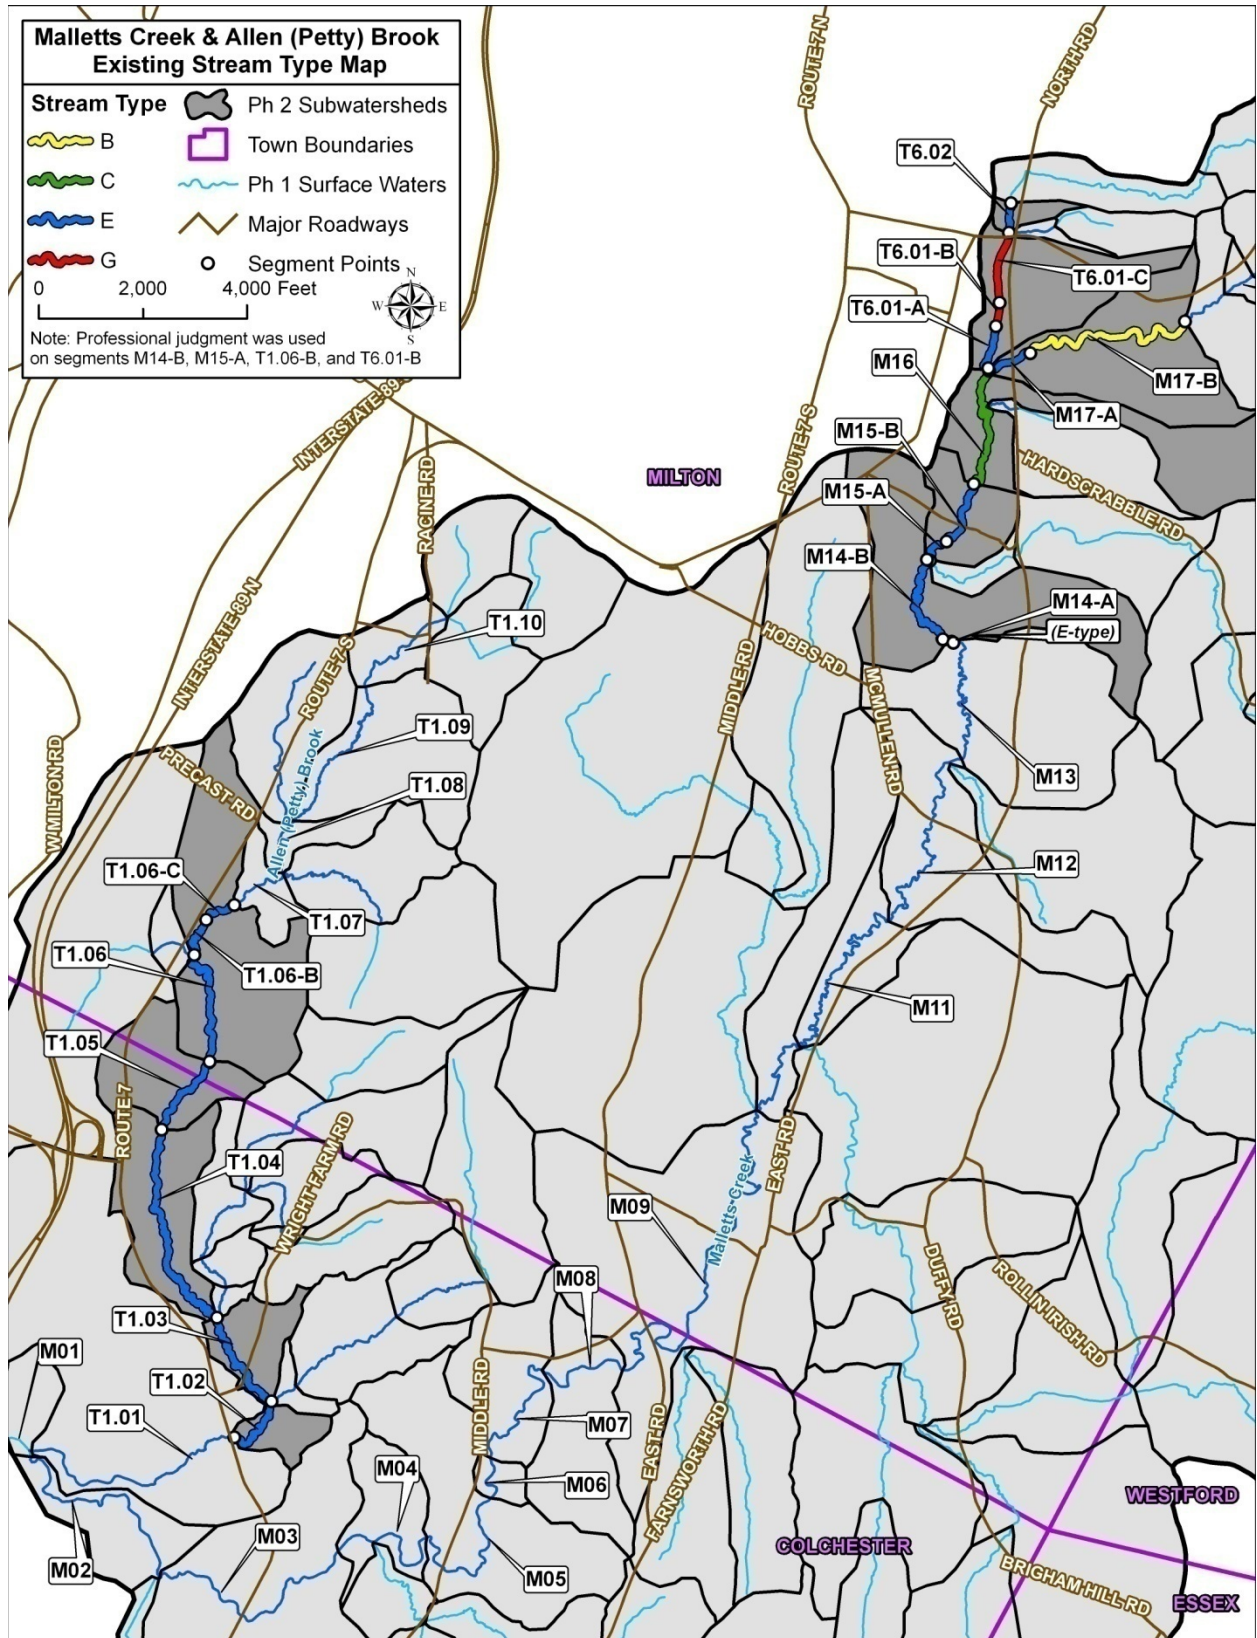 Malletts Creek & Allen (Petty) Brook
Existing Stream Type Map
Stream Type
B
C
E
G
Ph 2 Subwatersheds
Town Boundaries
Ph 1 Surface Waters
Major Roadways
Segment Points
0 2,000 4,000 Feet
N
W E
S
Note: Professional judgment was used
on segments M14-B, M15-A, T1.06-B, and T6.01-B
ROUTE-7-N
NORTH-RD
T6.02
T6.01-B
T6.01-C
T6.01-A
M16
M17-B
M17-A
M15-B
INTERSTATE-89-S
ROUTE-7-S
HARDSCRABBLE-RD
MILTON
RACINE-RD
M15-A
M14-B
M14-A
(E-type)
INTERSTATE-89-N
T1.10
HOBBS-RD
ROUTE-7-S
MIDDLE-RD
MCMULLEN-RD
T1.09
W-MILTON-RD
PRECAST-RD
T1.08
M13
Allen (Petty) Brook
T1.06-C
T1.07
M12
T1.06
T1.06-B
M11
T1.05
ROUTE-7
WRIGHT-FARM-RD
T1.04
EAST-RD
M09
Malletts-Creek
M08
DUFFY-RD
ROLLIN-IRISH-RD
T1.03
M01
T1.02
T1.01
MIDDLE-RD
M07
EAST-RD
FARNSWORTH-RD
M04
M06
WESTFORD
M03
COLCHESTER
M02
M05
BRIGHAM-HILL-RD
ESSEX